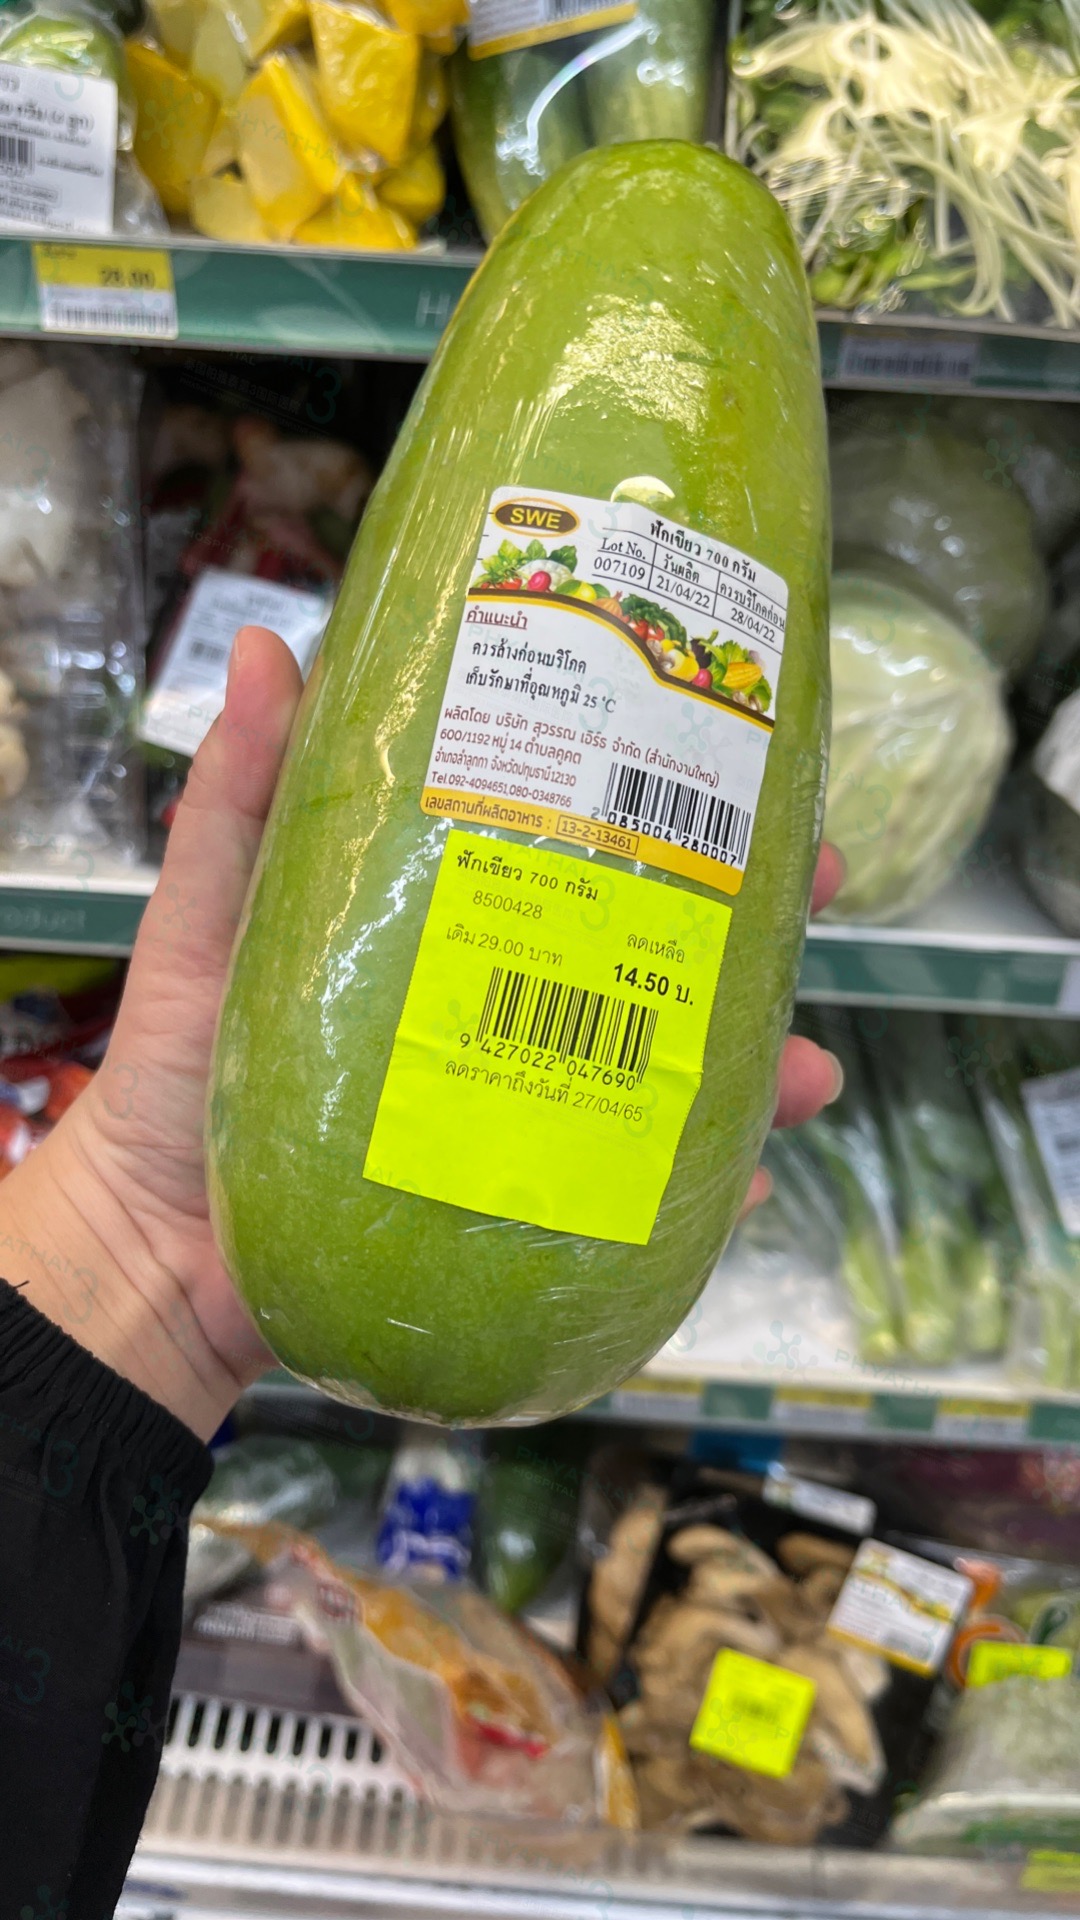 28.00
SWE
ฟักเขียว 700 กรัม
Lot No. วันผลิต ควรบริโภคก่อน
007109 21/04/22 28/04/22
คำแนะนำ
ควรล้างก่อนบริโภค
เก็บรักษาที่อุณหภูมิ 25 °C
ผลิตโดย บริษัท สุวรรณ เอิร์ธ จำกัด (สำนักงานใหญ่)
600/1192 หมู่ 14 ตำบลคูคต
อำเภอลำลูกกา จังหวัดปทุมธานี 12130
Tel.092-4094651,080-0348766
เลขสถานที่ผลิตอาหาร : 13-2-13461
2 085004 280007
ฟักเขียว 700 กรัม
8500428
เดิม 29.00 บาท
ลดเหลือ
14.50 บ.
9 427022 047690
ลดราคาถึงวันที่ 27/04/65
PHYATHAI 3
HOSPITAL